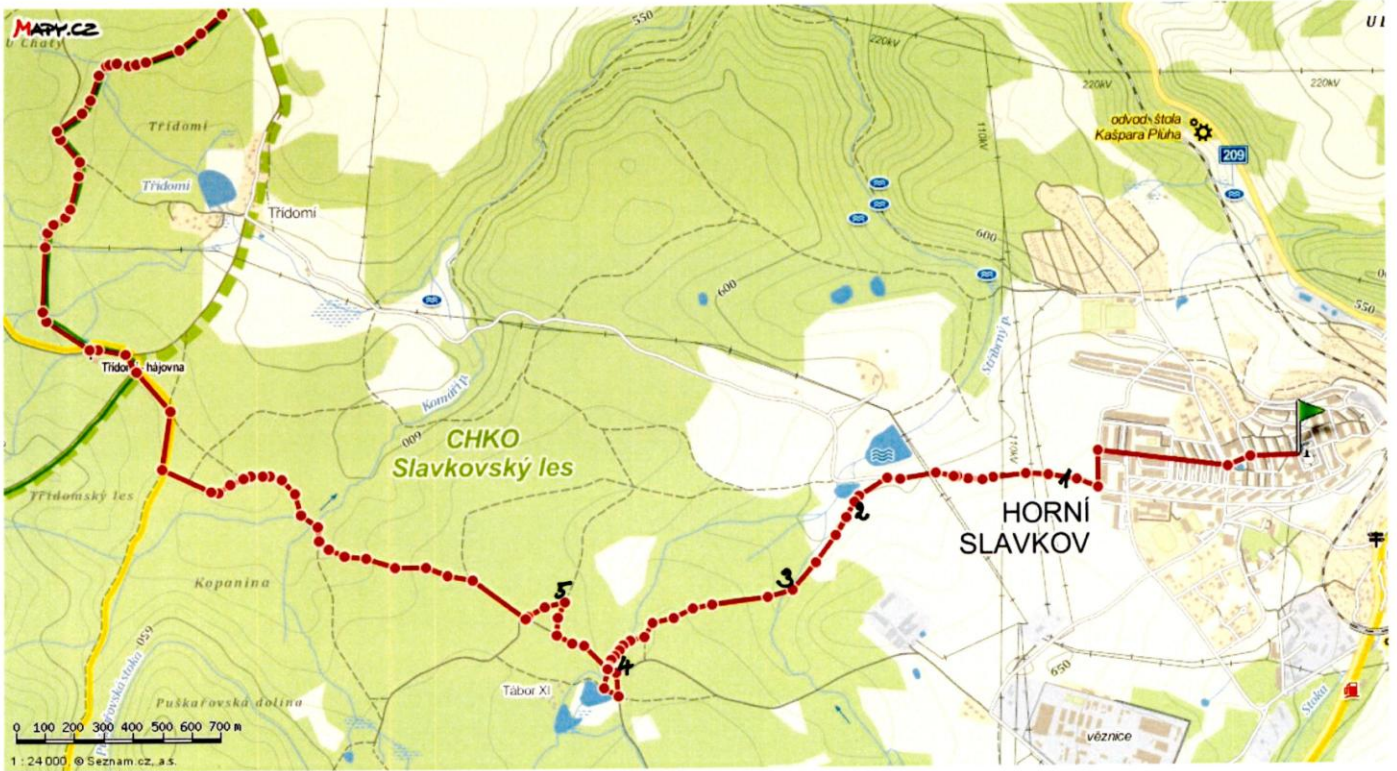 MAPY.CZ
550
220kV
220kV
220kV
odvod. štola
Kašpara Pluha
209
Třídomí
Třídomí
Třídomí
110kV
600
600
550
Stříbrný p.
Třídomí - hájovna
Komáří p.
600
CHKO
Slavkovský les
110kV
1
1
2
HORNÍ
SLAVKOV
Třídomský les
3
Kopanina
5
4
650
650
Tábor XI
Puškařovská stoka
Puškařovská dolina
Stoka
věznice
0 100 200 300 400 500 600 700 m
1 : 24 000 © Seznam.cz, a.s.